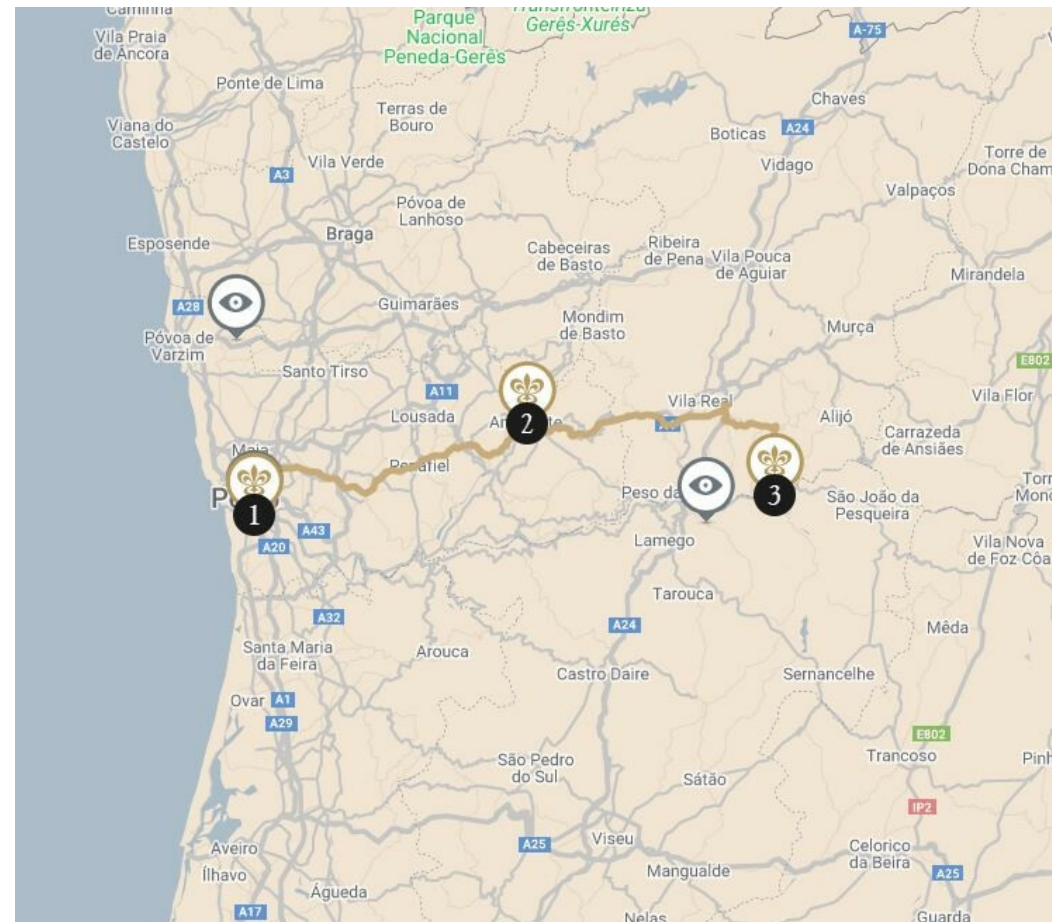 Caminha
Transfronteiriza
Gerês-Xurés
Parque
Nacional
Peneda-Gerês
A-75
Vila Praia
de Âncora
Ponte de Lima
Chaves
Terras de
Bouro
Viana do
Castelo
Boticas
A24
Vila Verde
Vidago
Torre de
Dona Cham
A3
Valpaços
Póvoa de
Lanhoso
Braga
Esposende
Cabeceiras
de Basto
Ribeira
de Pena
Vila Pouca
de Aguiar
Mirandela
A28
Guimarães
Mondim
de Basto
Póvoa de
Varzim
Murça
Santo Tirso
E802
A11
Vila Real
Vila Flor
Lousada
2
Alijó
Carrazeda
de Ansiães
Maia
Penafiel
Peso da
3
São João da
Pesqueira
1
A43
A20
Lamego
Vila Nova
de Foz Côa
Tarouca
A32
A24
Mêda
Santa Maria
da Feira
Arouca
Castro Daire
Sernancelhe
Ovar
A1
A29
E802
São Pedro
do Sul
Trancoso
Pinh
Sátão
IP2
Viseu
Aveiro
A25
Celorico
da Beira
Ílhavo
Mangualde
A25
Águeda
A17
Nelas
Guarda